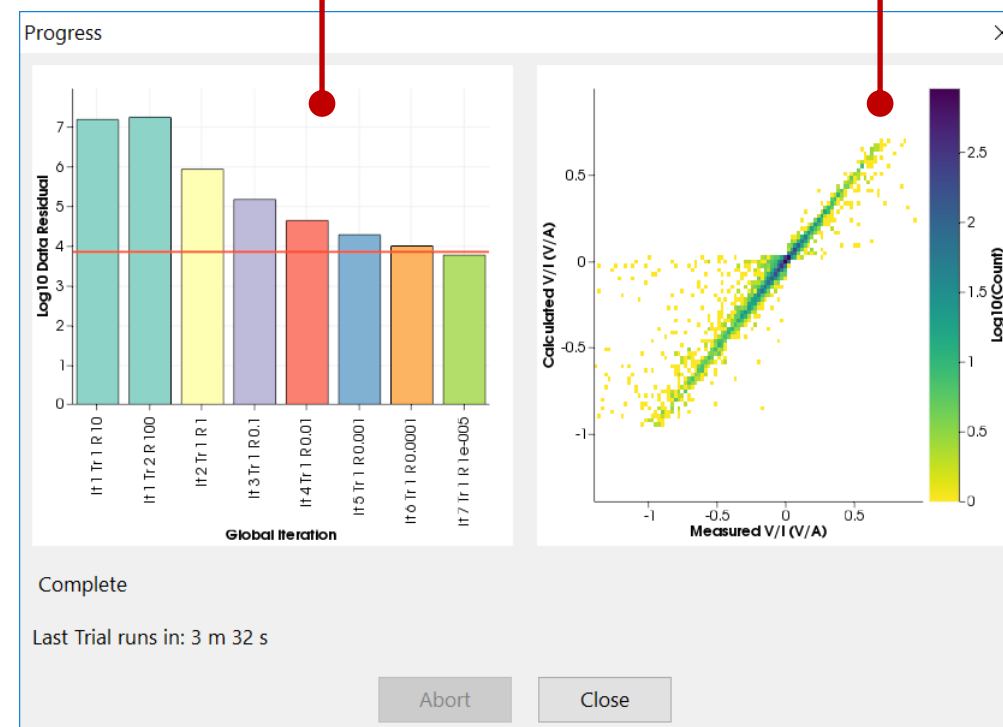 Progress
7
6
5
4
3
2
1
0
Log10 Data Residual
It 1 Tr 1 R 10
It 1 Tr 2 R 100
It 2 Tr 1 R 1
It 3 Tr 1 R 0.1
It 4 Tr 1 R 0.01
It 5 Tr 1 R 0.001
It 6 Tr 1 R 0.0001
It 7 Tr 1 R 1e-005
Global Iteration
0.5
0
-0.5
-1
Calculated V/I (V/A)
-1
-0.5
0
0.5
Measured V/I (V/A)
2.5
2
1.5
1
0.5
0
Log10(Count)
Complete
Last Trial runs in: 3 m 32 s
Abort
Close